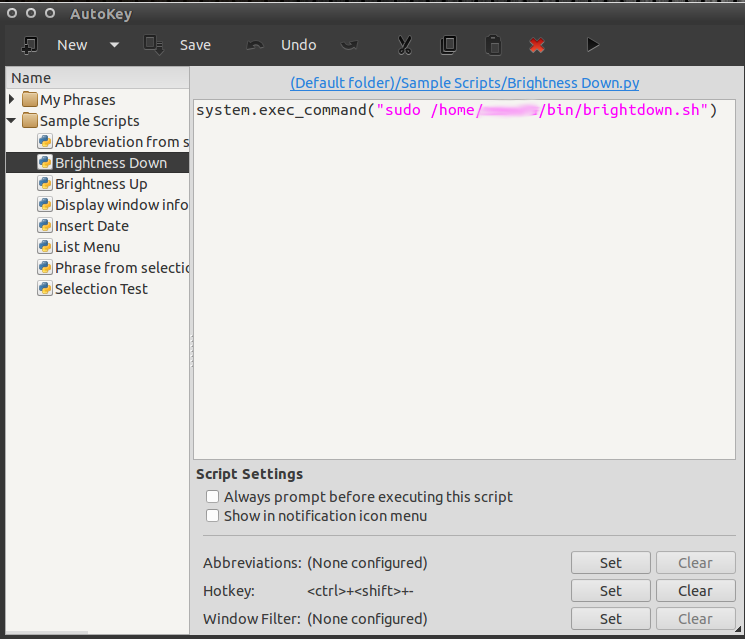 AutoKey
New Save Undo
Name
My Phrases
Sample Scripts
Abbreviation from s
Brightness Down
Brightness Up
Display window info
Insert Date
List Menu
Phrase from selectio
Selection Test
(Default folder)/Sample Scripts/Brightness Down.py
system.exec_command("sudo /home/ /bin/brightdown.sh")
Script Settings
Always prompt before executing this script
Show in notification icon menu
Abbreviations: (None configured) Set Clear
Hotkey: <ctrl>+<shift>+- Set Clear
Window Filter: (None configured) Set Clear